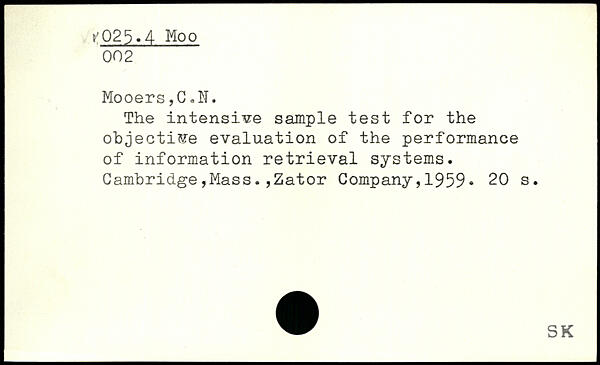 025.4 Moo
002
Mooers,C.N.
The intensive sample test for the
objective evaluation of the performance
of information retrieval systems.
Cambridge,Mass.,Zator Company,1959. 20 s.
SK